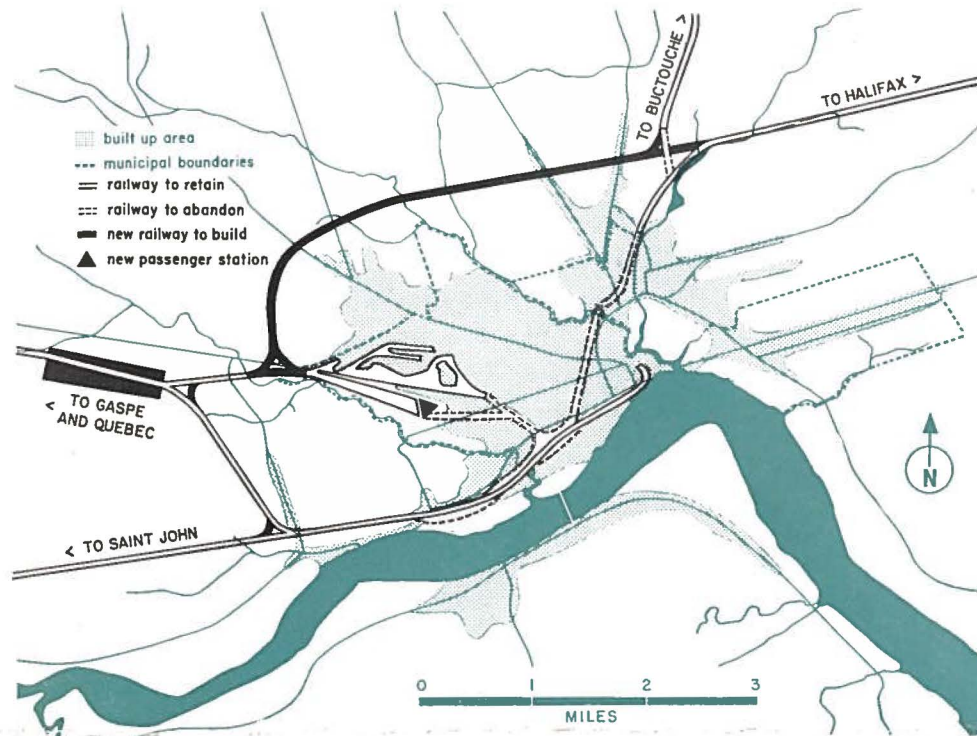 TO BUCTOUCHE >
TO HALIFAX >
built up area
municipal boundaries
railway to retain
railway to abandon
new railway to build
new passenger station
< TO GASPE
AND QUEBEC
N
< TO SAINT JOHN
0 1 2 3
MILES